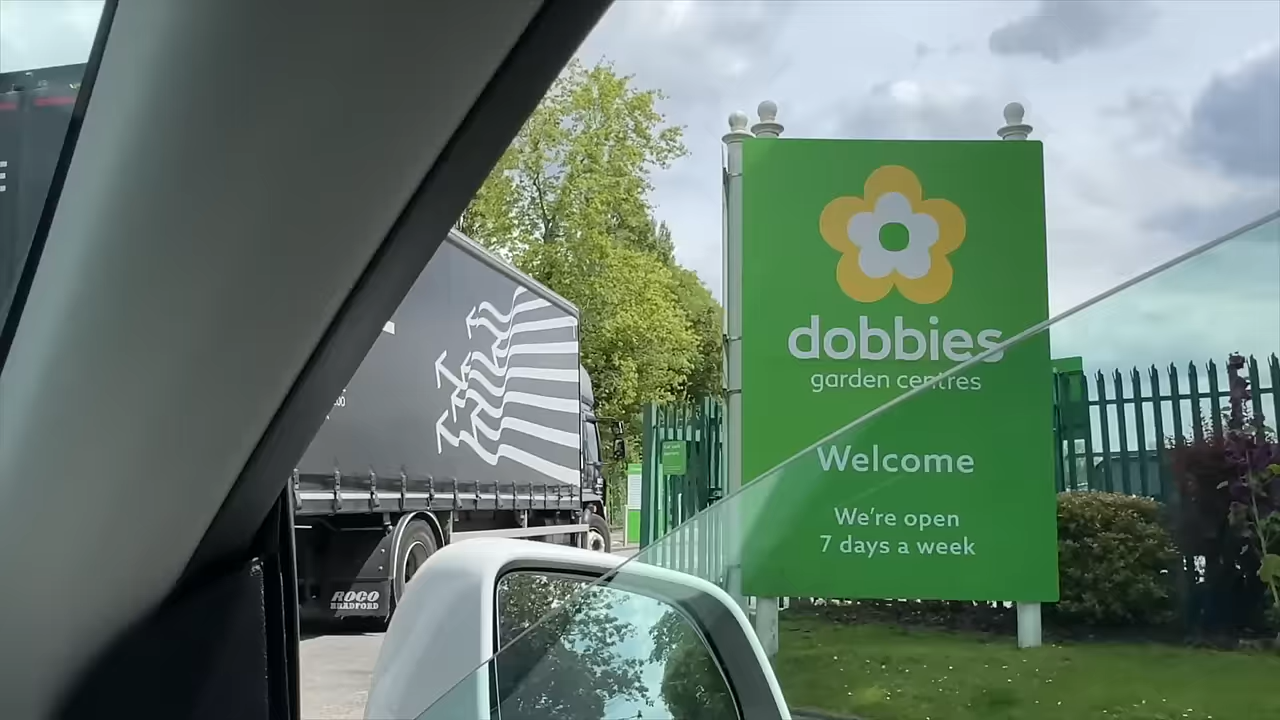 dobbies
garden centres
Welcome
We're open
7 days a week
ROCO
BRADFORD